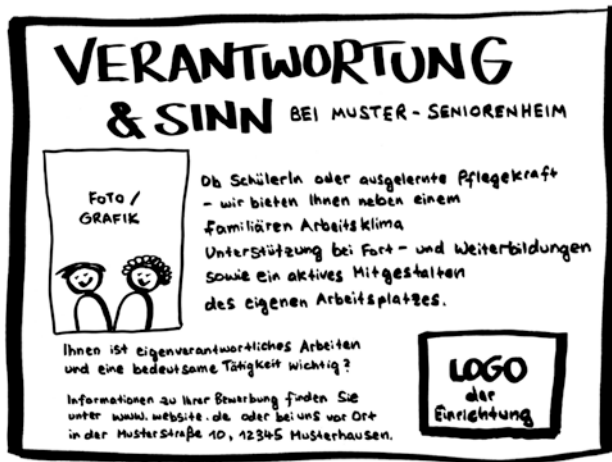 VERANTWORTUNG
& SINN BEI MUSTER-SENIORENHEIM
FOTO /
GRAFIK
Ob SchülerIn oder ausgelernte Pflegekraft
– wir bieten Ihnen neben einem
familiären Arbeitsklima
Unterstützung bei Fort- und Weiterbildungen
sowie ein aktives Mitgestalten
des eigenen Arbeitsplatzes.
Ihnen ist eigenverantwortliches Arbeiten
und eine bedeutsame Tätigkeit wichtig?
Informationen zu Ihrer Bewerbung finden Sie
unter www.website.de oder bei uns vor Ort
in der Musterstraße 10, 12345 Musterhausen.
LOGO
der
Einrichtung